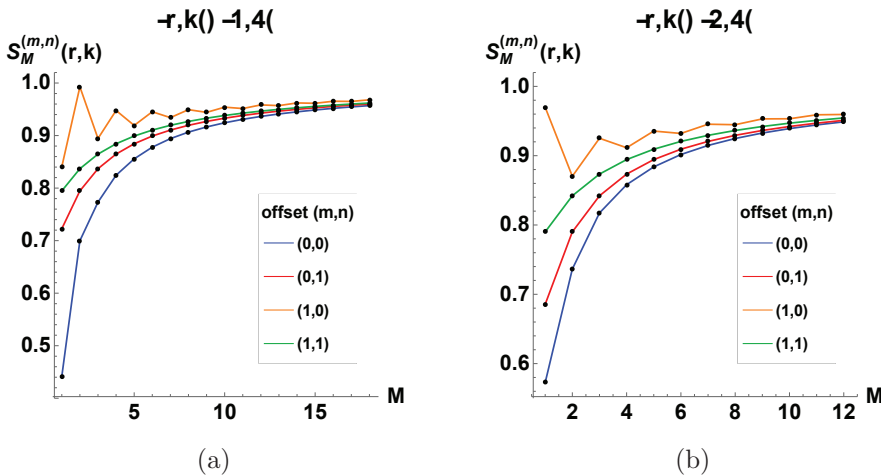 –r,k() –1,4(
S_M^(m,n)(r,k)
1.0
0.9
0.8
0.7
0.6
0.5
5
10
15
M
offset (m,n)
(0,0)
(0,1)
(1,0)
(1,1)
(a)
–r,k() –2,4(
S_M^(m,n)(r,k)
1.0
0.9
0.8
0.7
0.6
2
4
6
8
10
12
M
offset (m,n)
(0,0)
(0,1)
(1,0)
(1,1)
(b)